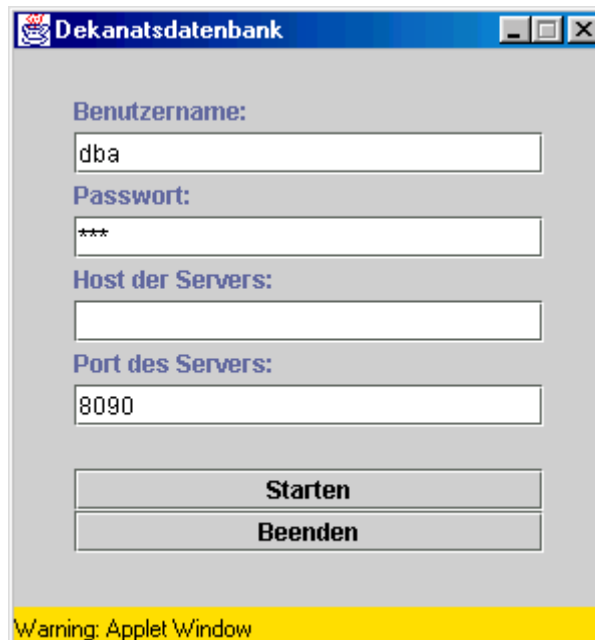 Dekanatsdatenbank
Benutzername:
dba
Passwort:
***
Host der Servers:
Port des Servers:
8090
Starten
Beenden
Warning: Applet Window